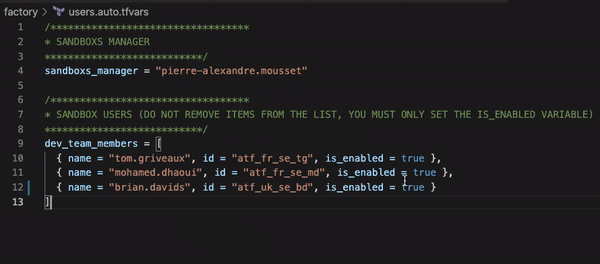 factory > users.auto.tfvars
1 /*********************************
2 * SANDBOXS MANAGER
3 **************************/
4 sandboxs_manager = "pierre-alexandre.mousset"
5
6 /*********************************
7 * SANDBOX USERS (DO NOT REMOVE ITEMS FROM THE LIST, YOU MUST ONLY SET THE IS_ENABLED VARIABLE)
8 **************************/
9 dev_team_members = [
10 { name = "tom.griveaux", id = "atf_fr_se_tg", is_enabled = true },
11 { name = "mohamed.dhaoui", id = "atf_fr_se_md", is_enabled = true },
12 { name = "brian.davids", id = "atf_uk_se_bd", is_enabled = true }
13 ]